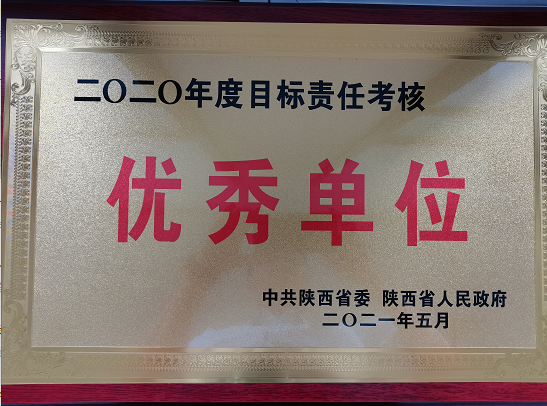 二〇二〇年度目标责任考核
优秀单位
中共陕西省委 陕西省人民政府
二〇二一年五月